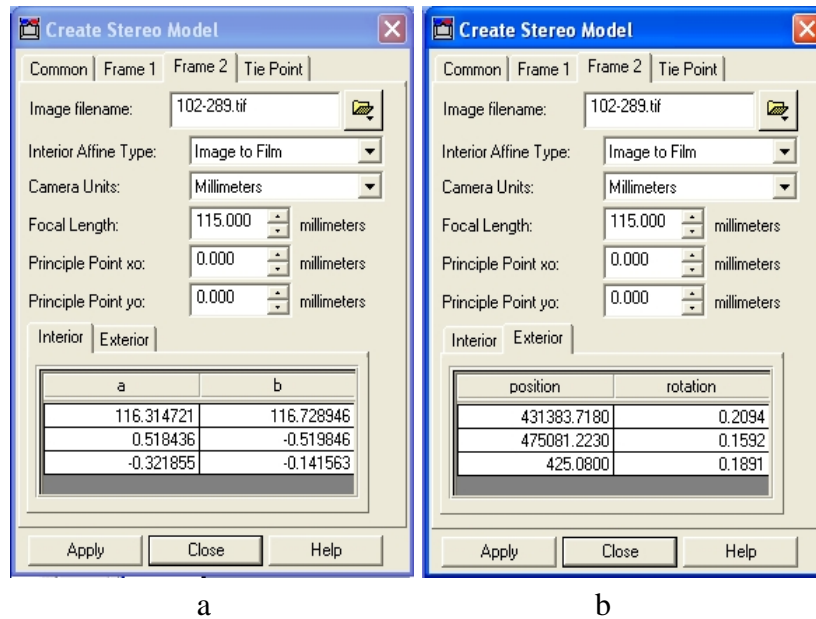 Create Stereo Model
Common Frame 1 Frame 2 Tie Point
Image filename: 102-289.tif
Interior Affine Type: Image to Film
Camera Units: Millimeters
Focal Length: 115.000 millimeters
Principle Point xo: 0.000 millimeters
Principle Point yo: 0.000 millimeters
Interior Exterior
a b
116.314721 116.728946
0.518436 -0.519846
-0.321855 -0.141563
Apply Close Help
a
Create Stereo Model
Common Frame 1 Frame 2 Tie Point
Image filename: 102-289.tif
Interior Affine Type: Image to Film
Camera Units: Millimeters
Focal Length: 115.000 millimeters
Principle Point xo: 0.000 millimeters
Principle Point yo: 0.000 millimeters
Interior Exterior
position rotation
431383.7180 0.2094
475081.2230 0.1592
425.0800 0.1891
Apply Close Help
b